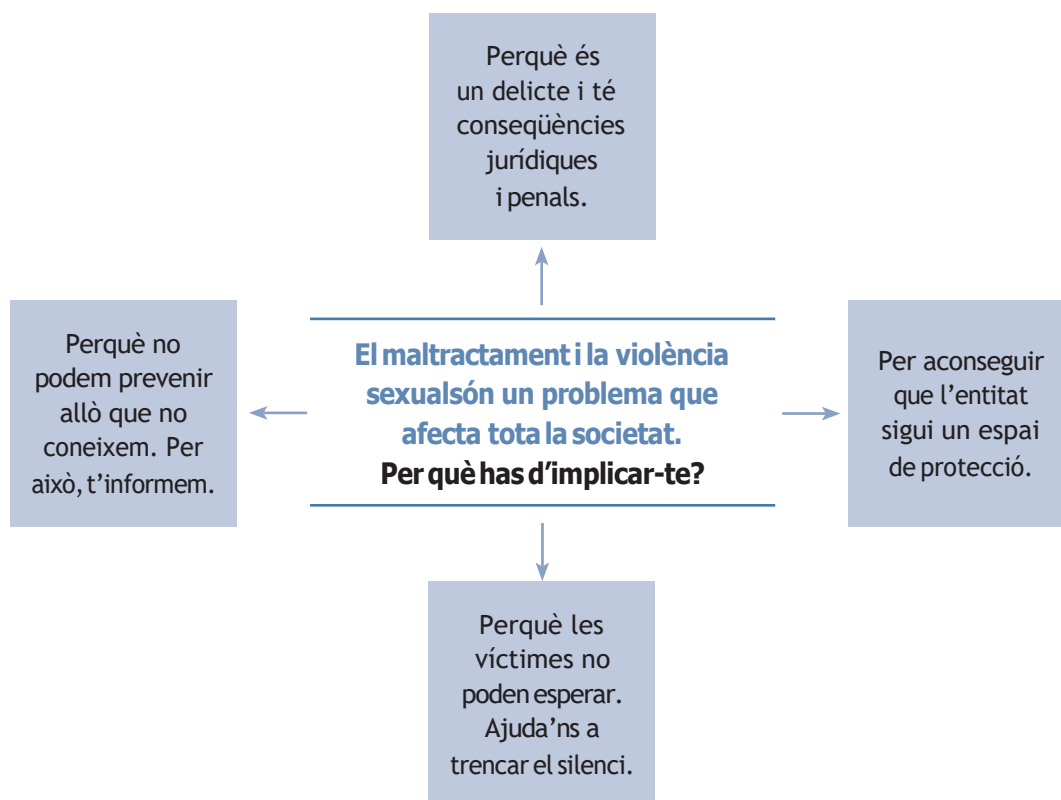 Perquè és
un delicte i té
conseqüències
jurídiques
i penals.
Perquè no
podem prevenir
allò que no
coneixem. Per
això, t'informem.
El maltractament i la violència
sexualsón un problema que
afecta tota la societat.
Per què has d'implicar-te?
Per aconseguir
que l'entitat
sigui un espai
de protecció.
Perquè les
víctimes no
poden esperar.
Ajuda'ns a
trencar el silenci.